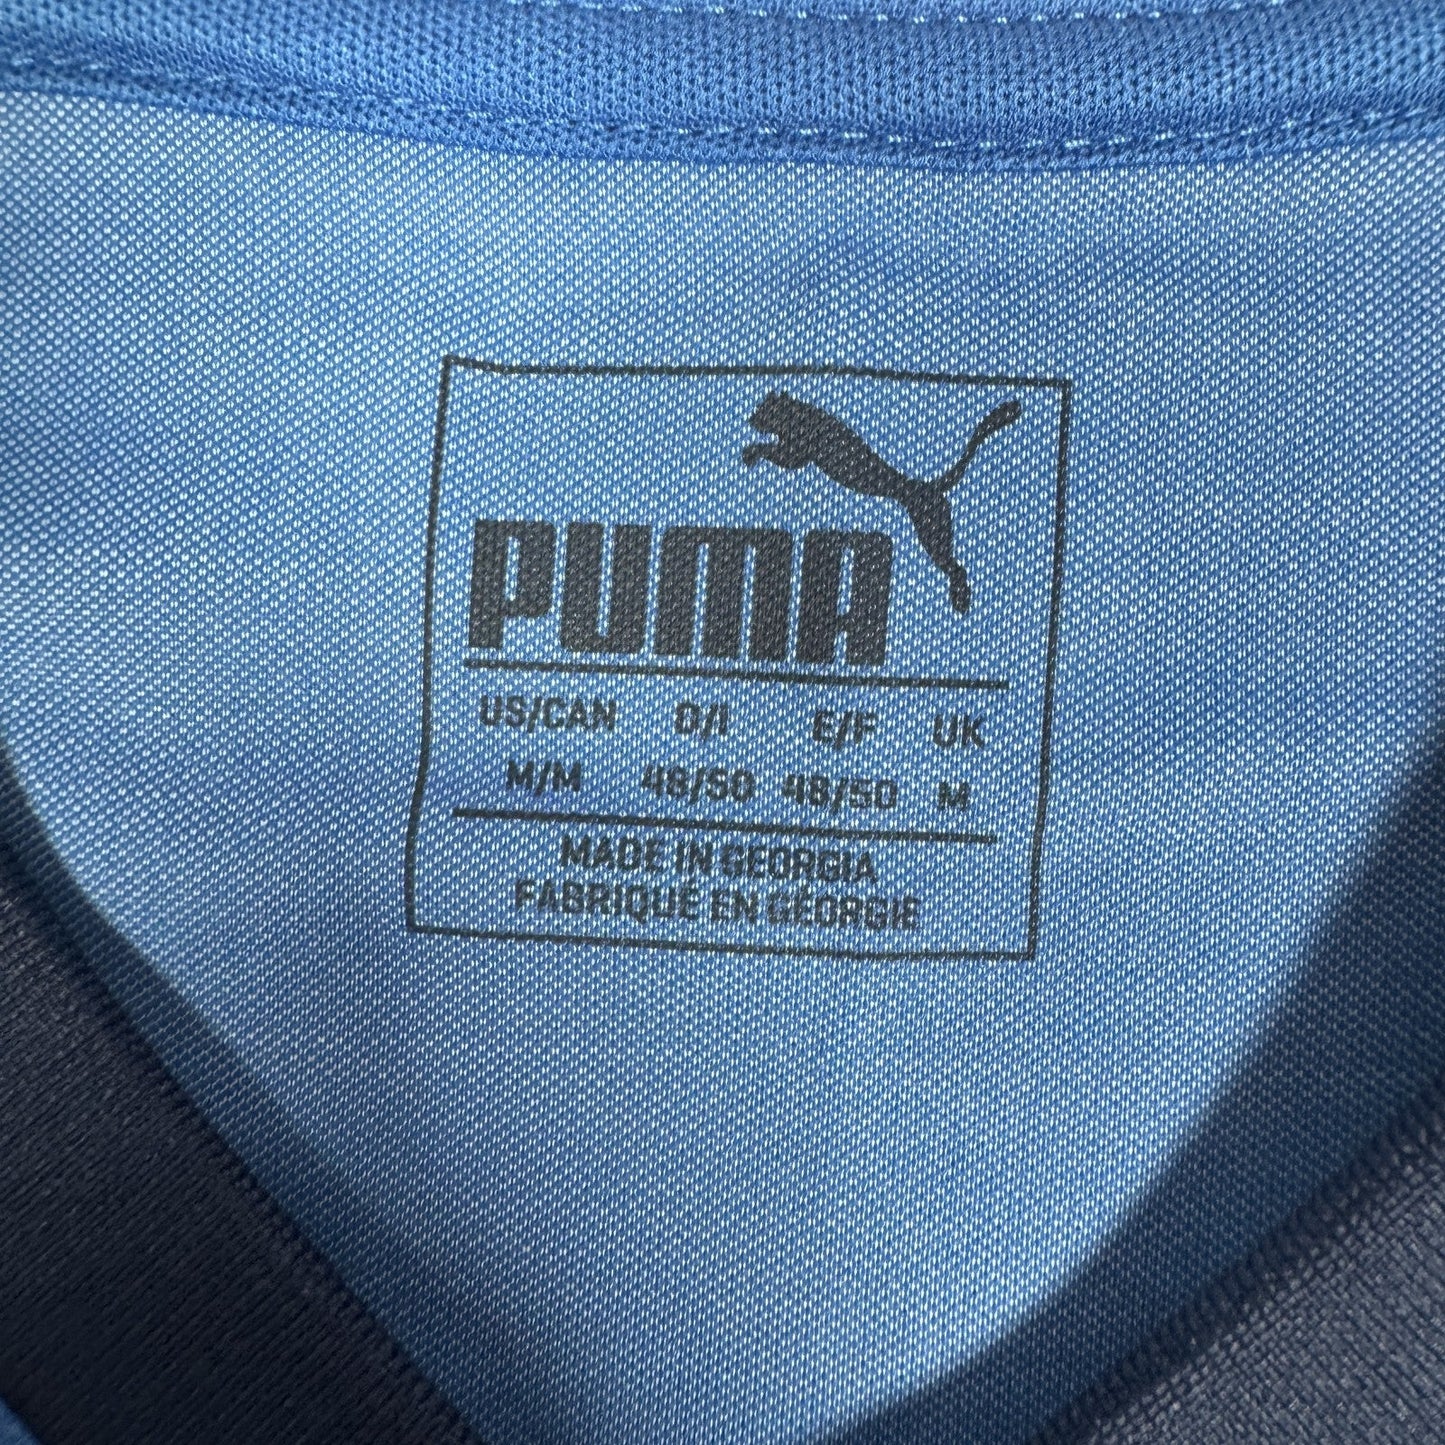 PUMA
US/CAN D/I E/F UK
M/M 48/50 48/50 M
MADE IN GEORGIA
FABRIQUÉ EN GÉORGIE